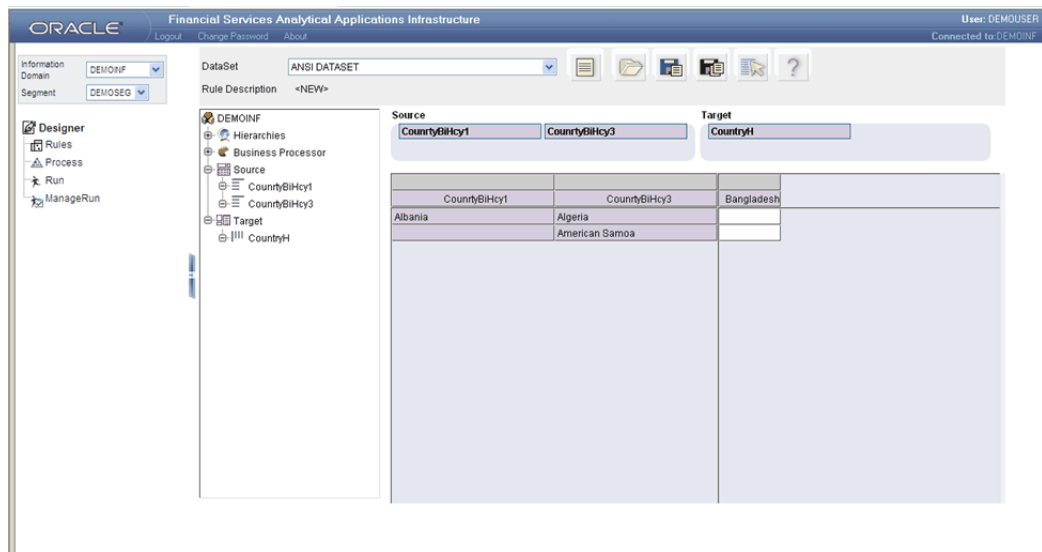 ORACLE
Financial Services Analytical Applications Infrastructure
User: DEMOUSER
Logout Change Password About
Connected to:DEMOINF
Information Domain DEMOINF
Segment DEMOSEG
Designer
Rules
Process
Run
ManageRun
DataSet ANSI DATASET
?
Rule Description <NEW>
DEMOINF
Hierarchies
Business Processor
Source
CounrtyBiHcy1
CounrtyBiHcy3
Target
CountryH
Source Target
CounrtyBiHcy1 CounrtyBiHcy3 CountryH
CounrtyBiHcy1 CounrtyBiHcy3 Bangladesh
Albania Algeria
American Samoa